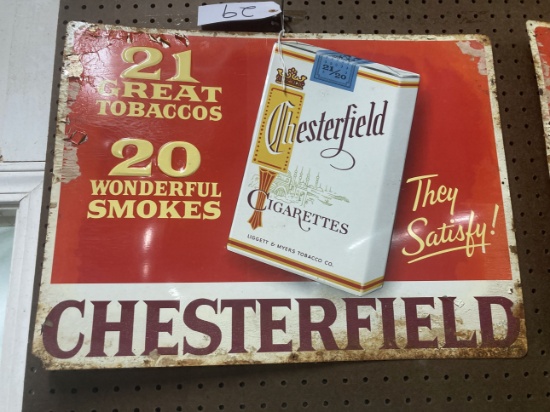 29
21
GREAT
TOBACCOS
20
WONDERFUL
SMOKES
21/20
Chesterfield
CIGARETTES
LIGGETT & MYERS TOBACCO CO.
They
Satisfy!
CHESTERFIELD